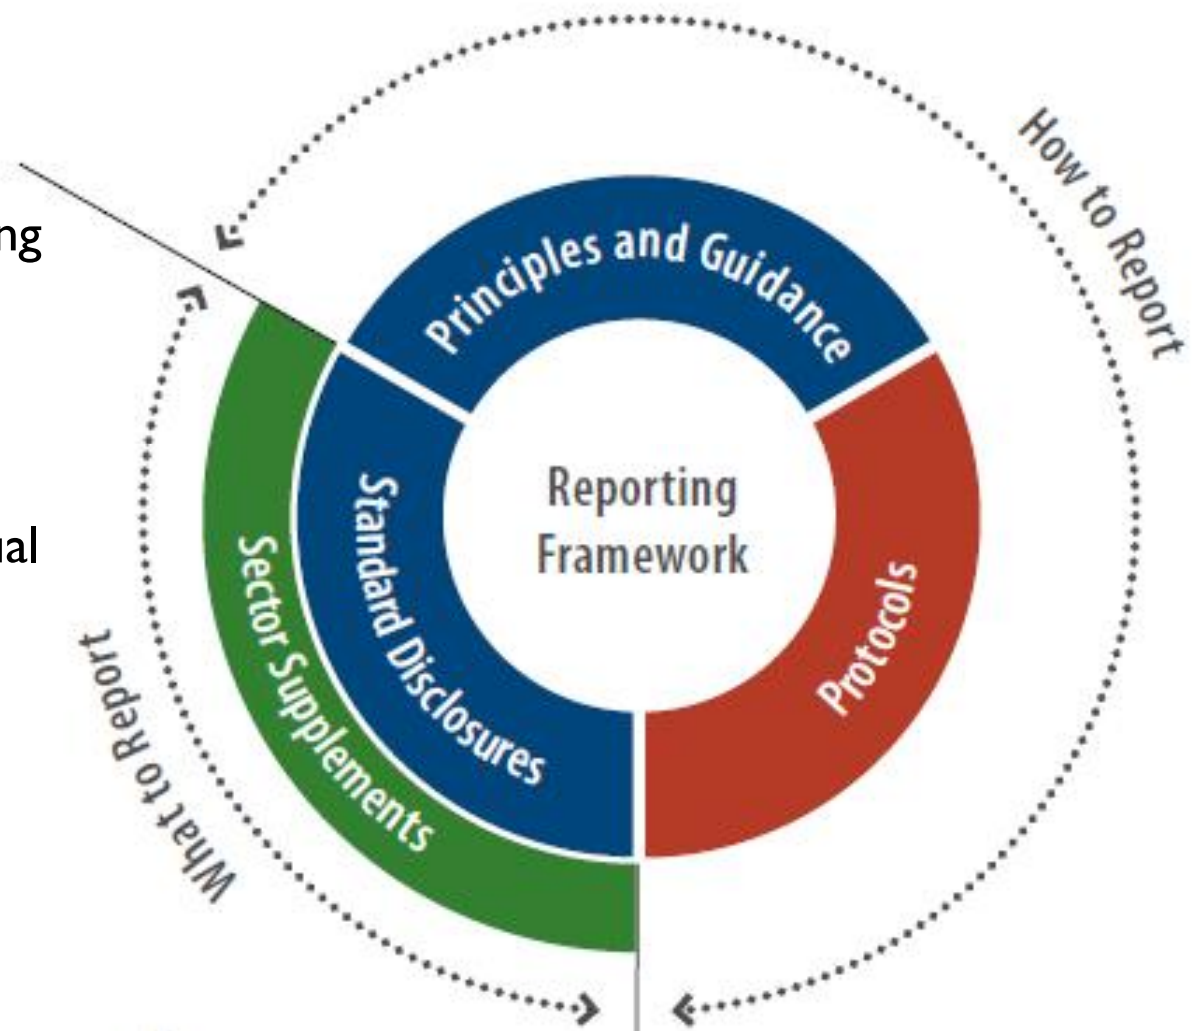 ng
ual
How to Report
Principles and Guidance
Reporting
Framework
Standard Disclosures
Sector Supplements
Protocols
What to Report